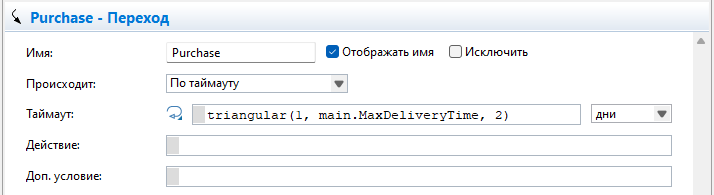 Purchase - Переход
Имя: Purchase Отображать имя Исключить
Происходит: По таймауту
Таймаут: triangular(1, main.MaxDeliveryTime, 2) дни
Действие:
Доп. условие: